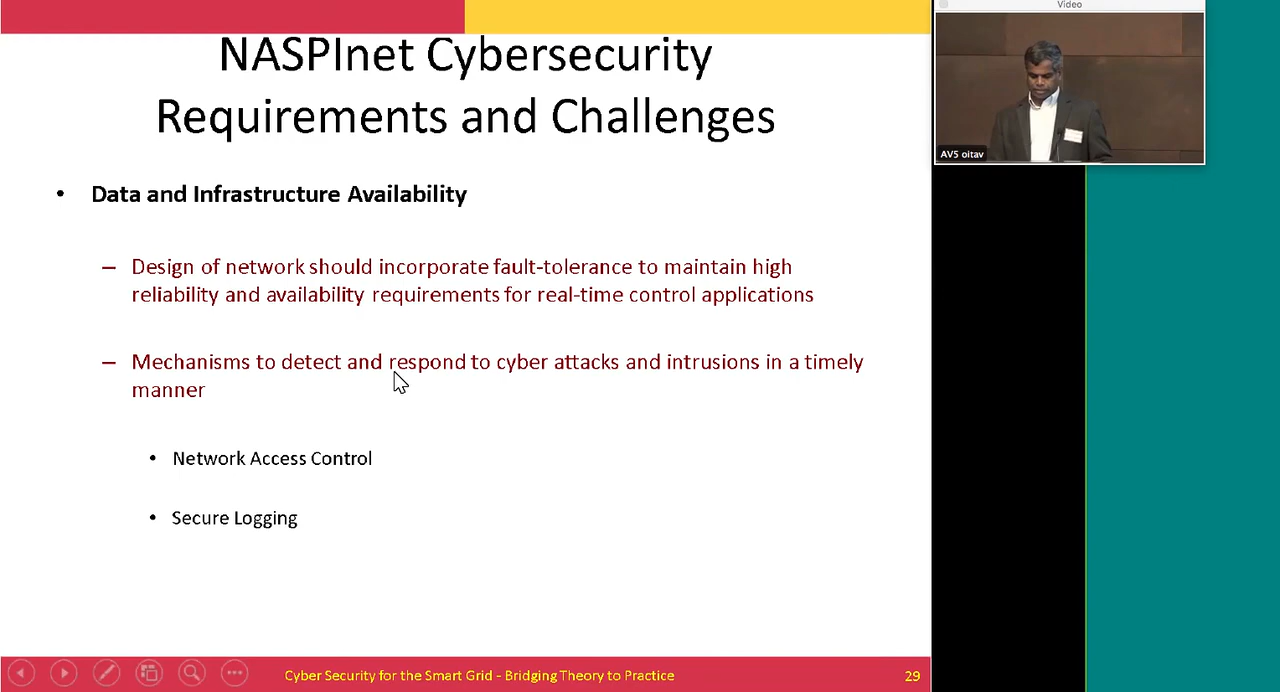 NASPInet Cybersecurity
Requirements and Challenges
• Data and Infrastructure Availability
– Design of network should incorporate fault-tolerance to maintain high
reliability and availability requirements for real-time control applications
– Mechanisms to detect and respond to cyber attacks and intrusions in a timely
manner
• Network Access Control
• Secure Logging
Cyber Security for the Smart Grid - Bridging Theory to Practice
29
Video
AV5 oitav